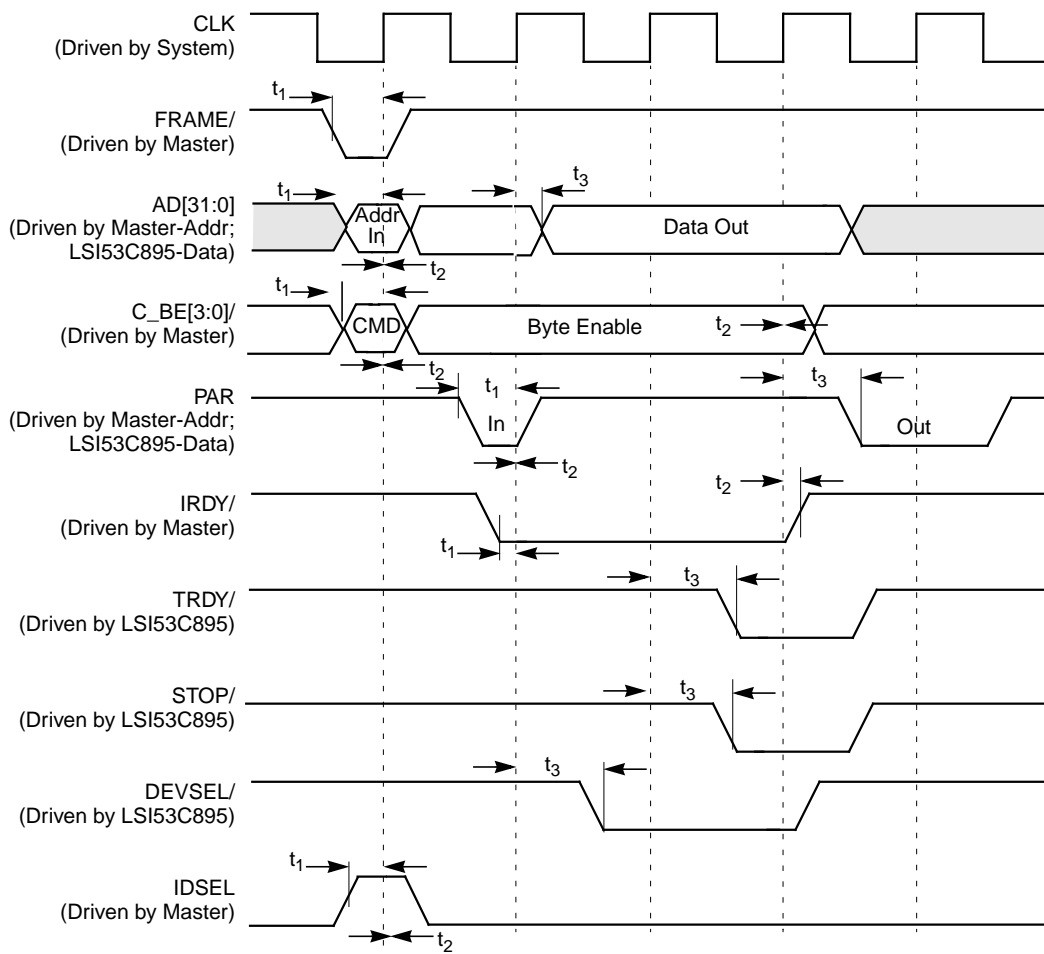 CLK
(Driven by System)
t1
FRAME/
(Driven by Master)
t3
t1
AD[31:0]
(Driven by Master-Addr;
LSI53C895-Data)
Addr
In
Data Out
t2
t1
C_BE[3:0]/
(Driven by Master)
CMD
Byte Enable
t2
t2
t1
t3
PAR
(Driven by Master-Addr;
LSI53C895-Data)
In
Out
t2
t2
IRDY/
(Driven by Master)
t1
t3
TRDY/
(Driven by LSI53C895)
t3
STOP/
(Driven by LSI53C895)
t3
DEVSEL/
(Driven by LSI53C895)
t1
IDSEL
(Driven by Master)
t2